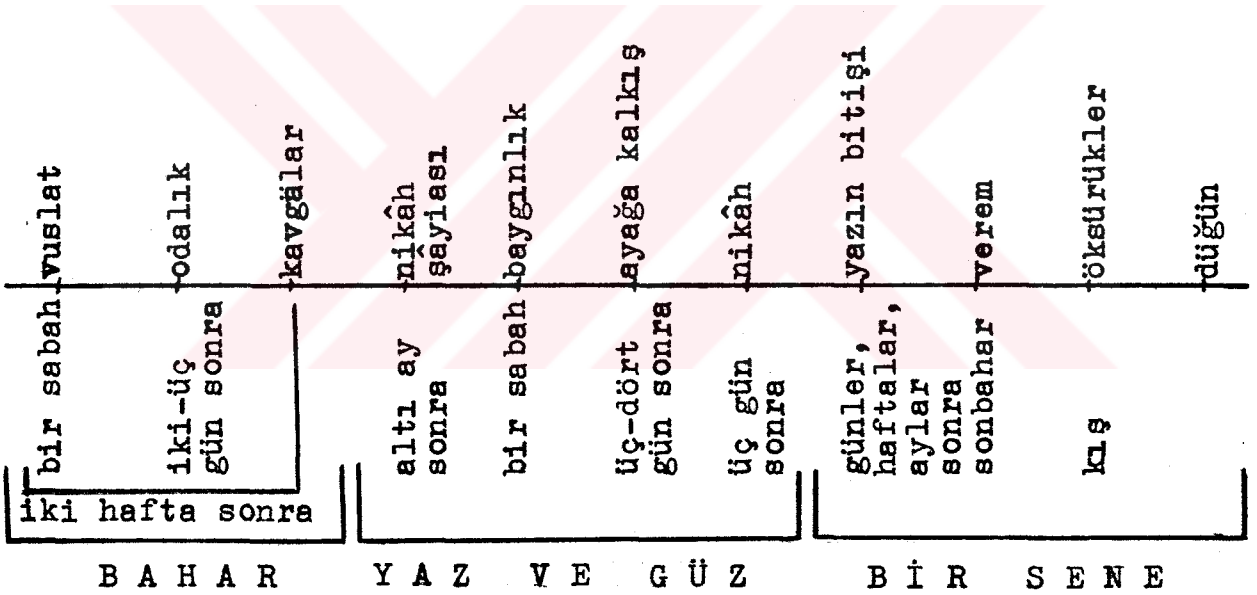 vuslat
odalık
kavgälar
nikâh
şâyiası
baygınlık
ayağa kalkış
nikâh
yazın bitişi
verem
öksürükler
düğün
bir sabah
iki-üç
gün sonra
altı ay
sonra
bir sabah
üç-dört
gün sonra
üç gün
sonra
günler,
haftalar,
aylar
sonra
sonbahar
kış
iki hafta sonra
BAHAR YAZ VE GÜZ BİR SENE